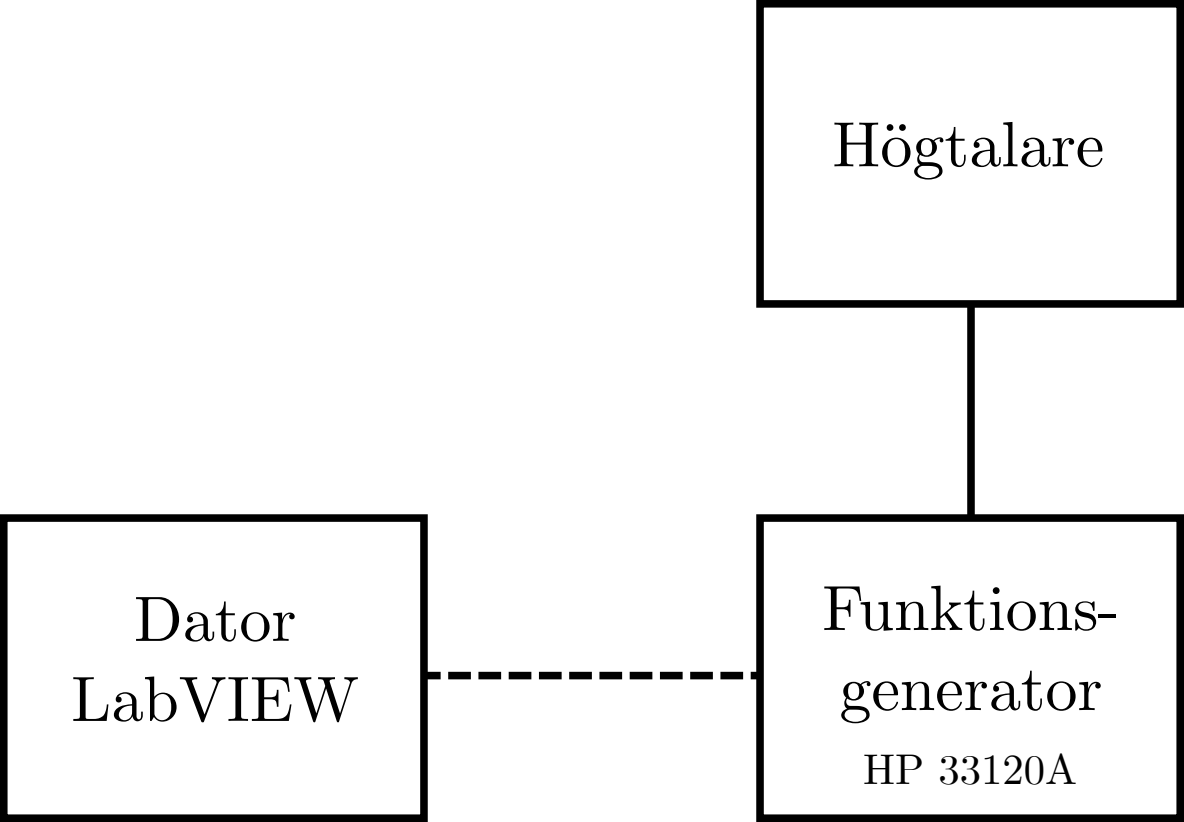 Högtalare
Dator
LabVIEW
Funktions-
generator
HP 33120A